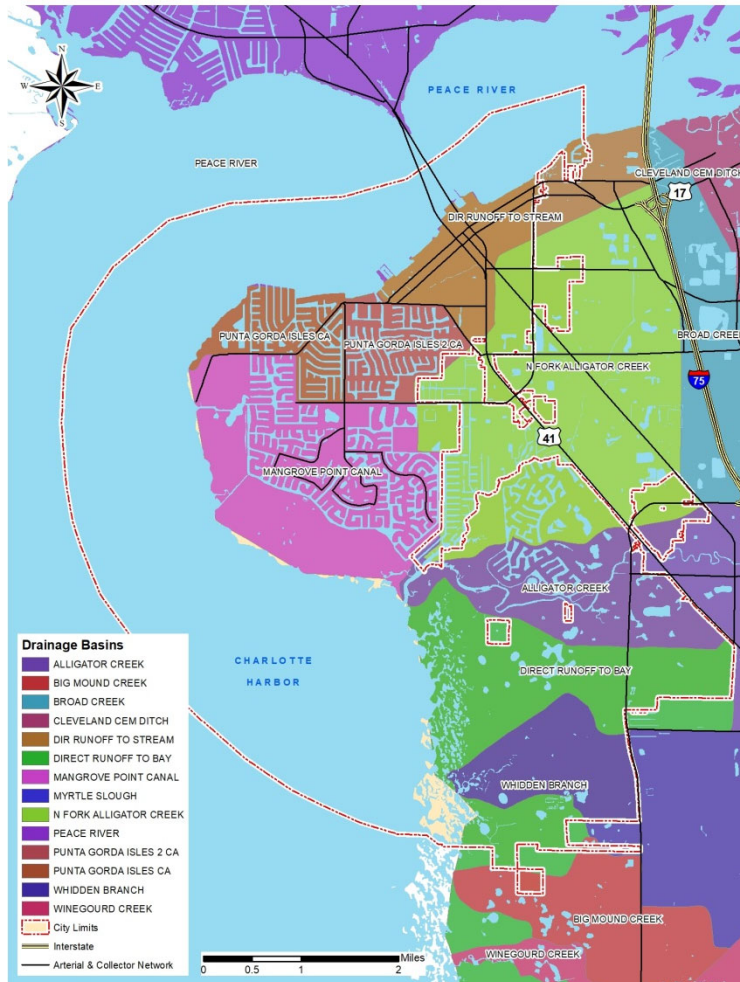 N
W
E
S
PEACE RIVER
PEACE RIVER
CLEVELAND CEM DITCH
17
DIR RUNOFF TO STREAM
PUNTA GORDA ISLES CA
PUNTA GORDA ISLES 2 CA
BROAD CREEK
N FORK ALLIGATOR CREEK
75
41
MANGROVE POINT CANAL
ALLIGATOR CREEK
CHARLOTTE
HARBOR
DIRECT RUNOFF TO BAY
WHIDDEN BRANCH
BIG MOUND CREEK
WINEGOURD CREEK
Drainage Basins
ALLIGATOR CREEK
BIG MOUND CREEK
BROAD CREEK
CLEVELAND CEM DITCH
DIR RUNOFF TO STREAM
DIRECT RUNOFF TO BAY
MANGROVE POINT CANAL
MYRTLE SLOUGH
N FORK ALLIGATOR CREEK
PEACE RIVER
PUNTA GORDA ISLES 2 CA
PUNTA GORDA ISLES CA
WHIDDEN BRANCH
WINEGOURD CREEK
City Limits
Interstate
Arterial & Collector Network
Miles
0 0.5 1 2